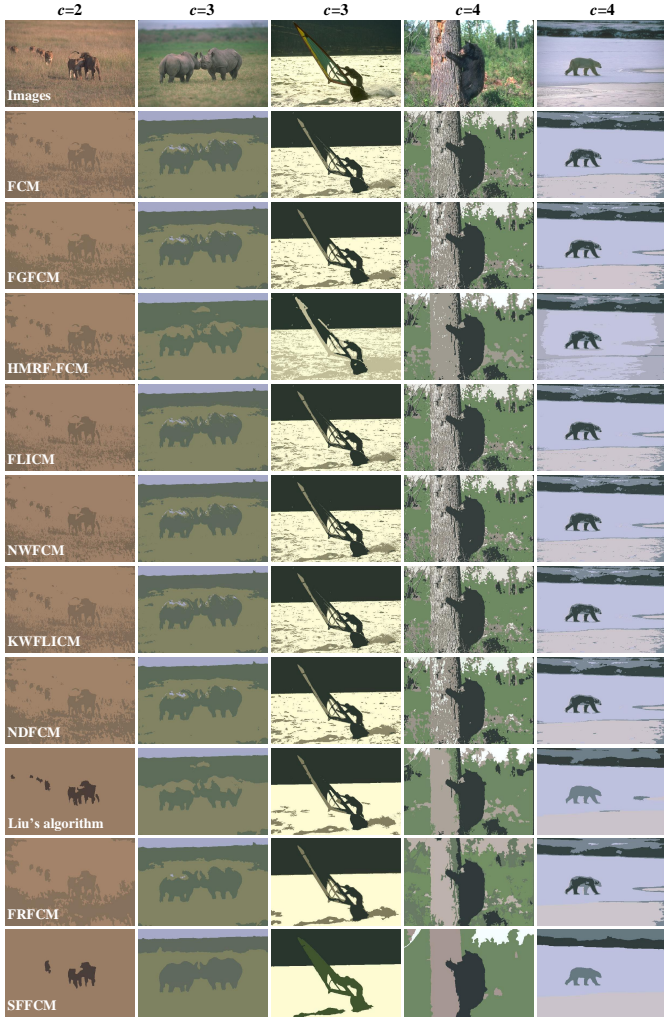 c=2 c=3 c=3 c=4 c=4
Images
FCM
FGFCM
HMRF-FCM
FLICM
NWFCM
KWFLICM
NDFCM
Liu's algorithm
FRFCM
SFFCM